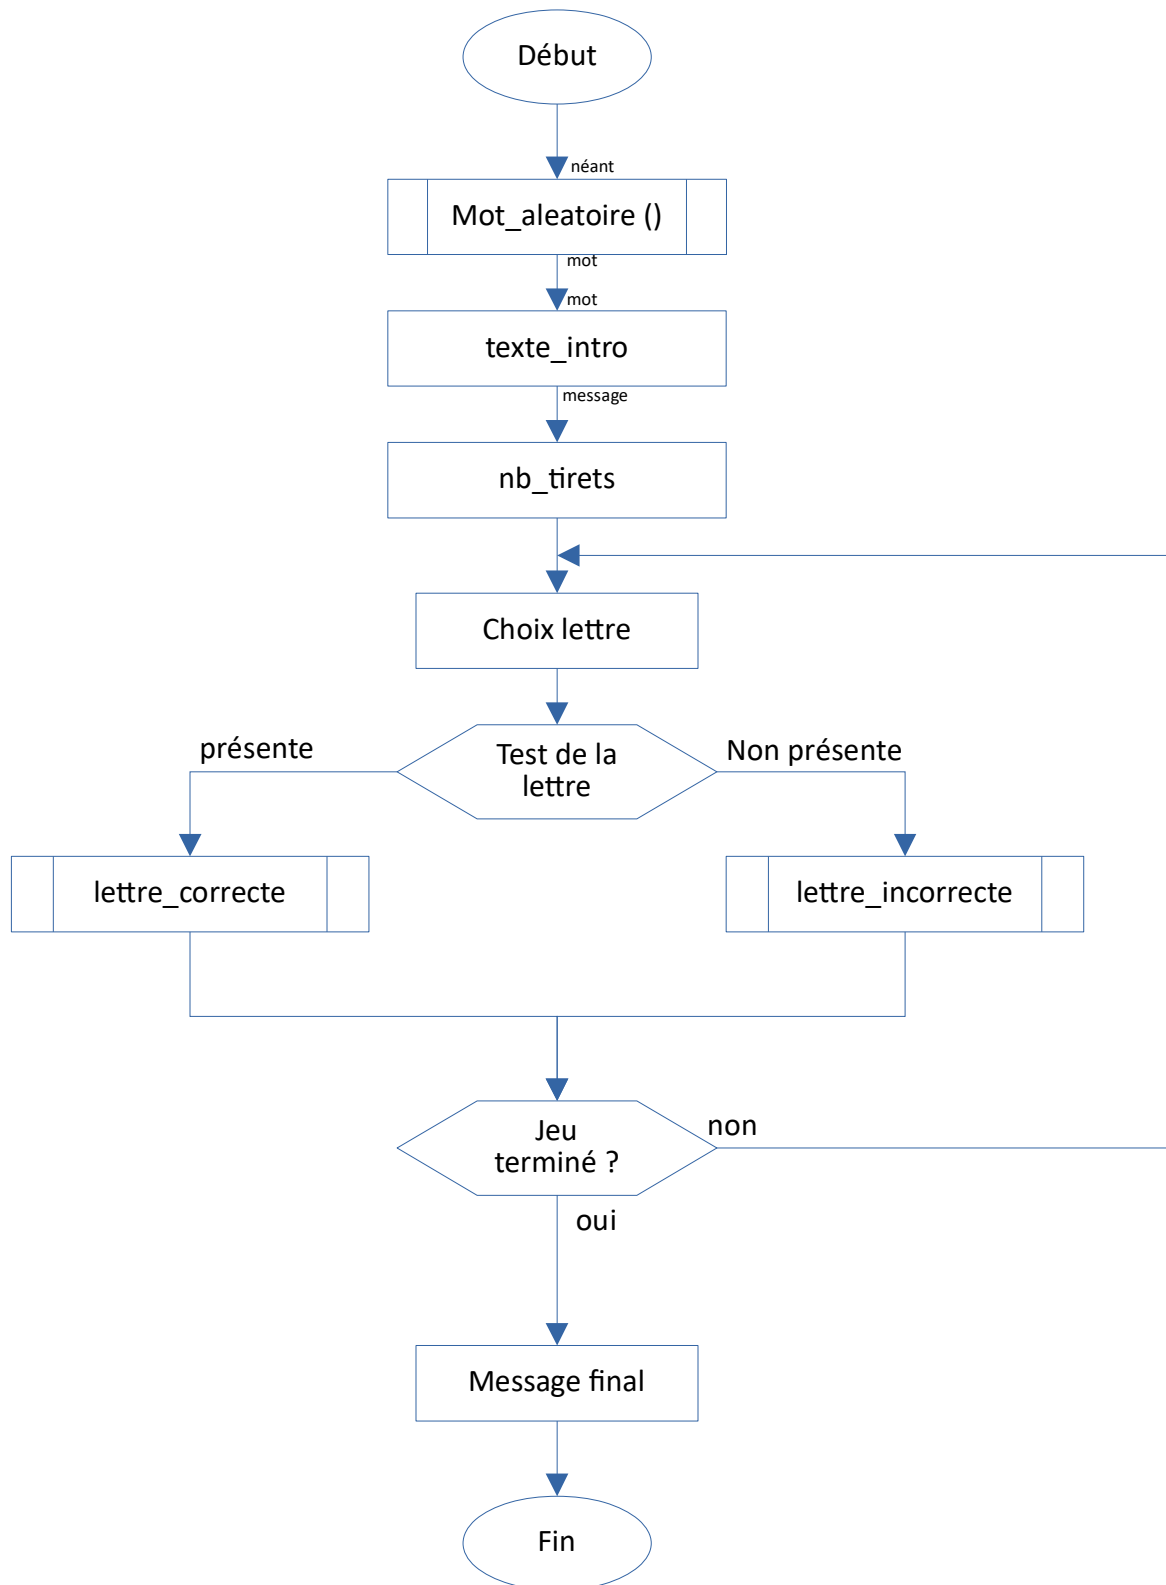 Début
néant
Mot_aleatoire ()
mot
mot
texte_intro
message
nb_tirets
Choix lettre
présente
Test de la
lettre
Non présente
lettre_correcte
lettre_incorrecte
Jeu
terminé ?
non
oui
Message final
Fin